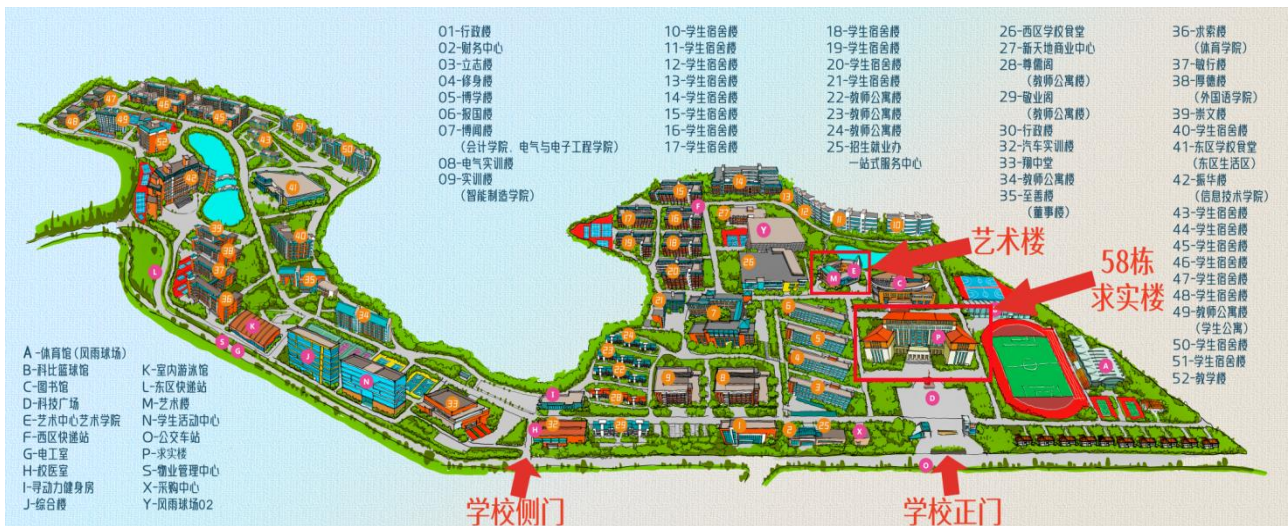 01-行政楼
02-财务中心
03-立志楼
04-修身楼
05-博学楼
06-报国楼
07-博闻楼
(会计学院、电气与电子工程学院)
08-电气实训楼
09-实训楼
(智能制造学院)
10-学生宿舍楼
11-学生宿舍楼
12-学生宿舍楼
13-学生宿舍楼
14-学生宿舍楼
15-学生宿舍楼
16-学生宿舍楼
17-学生宿舍楼
18-学生宿舍楼
19-学生宿舍楼
20-学生宿舍楼
21-学生宿舍楼
22-教师公寓楼
23-教师公寓楼
24-教师公寓楼
25-招生就业办
一站式服务中心
26-西区学校食堂
27-新天地商业中心
28-尊儒阁
(教师公寓楼)
29-敬业阁
(教师公寓楼)
30-行政楼
32-汽车实训楼
33-翔中堂
34-教师公寓楼
35-至善楼
(董事楼)
36-求索楼
(体育学院)
37-敏行楼
38-厚德楼
(外国语学院)
39-崇文楼
40-学生宿舍楼
41-东区学校食堂
(东区生活区)
42-振华楼
(信息技术学院)
43-学生宿舍楼
44-学生宿舍楼
45-学生宿舍楼
46-学生宿舍楼
47-学生宿舍楼
48-学生宿舍楼
49-教师公寓楼
(学生公寓)
50-学生宿舍楼
51-学生宿舍楼
52-教学楼
艺术楼
58栋
求实楼
A-体育馆(风雨球场)
B-科比篮球馆
C-图书馆
D-科技广场
E-艺术中心艺术学院
F-西区快递站
G-电工室
H-校医室
I-寻动力健身房
J-综合楼
K-室内游泳馆
L-东区快递站
M-艺术楼
N-学生活动中心
O-公交车站
P-求实楼
S-物业管理中心
X-采购中心
Y-风雨球场02
学校侧门
学校正门